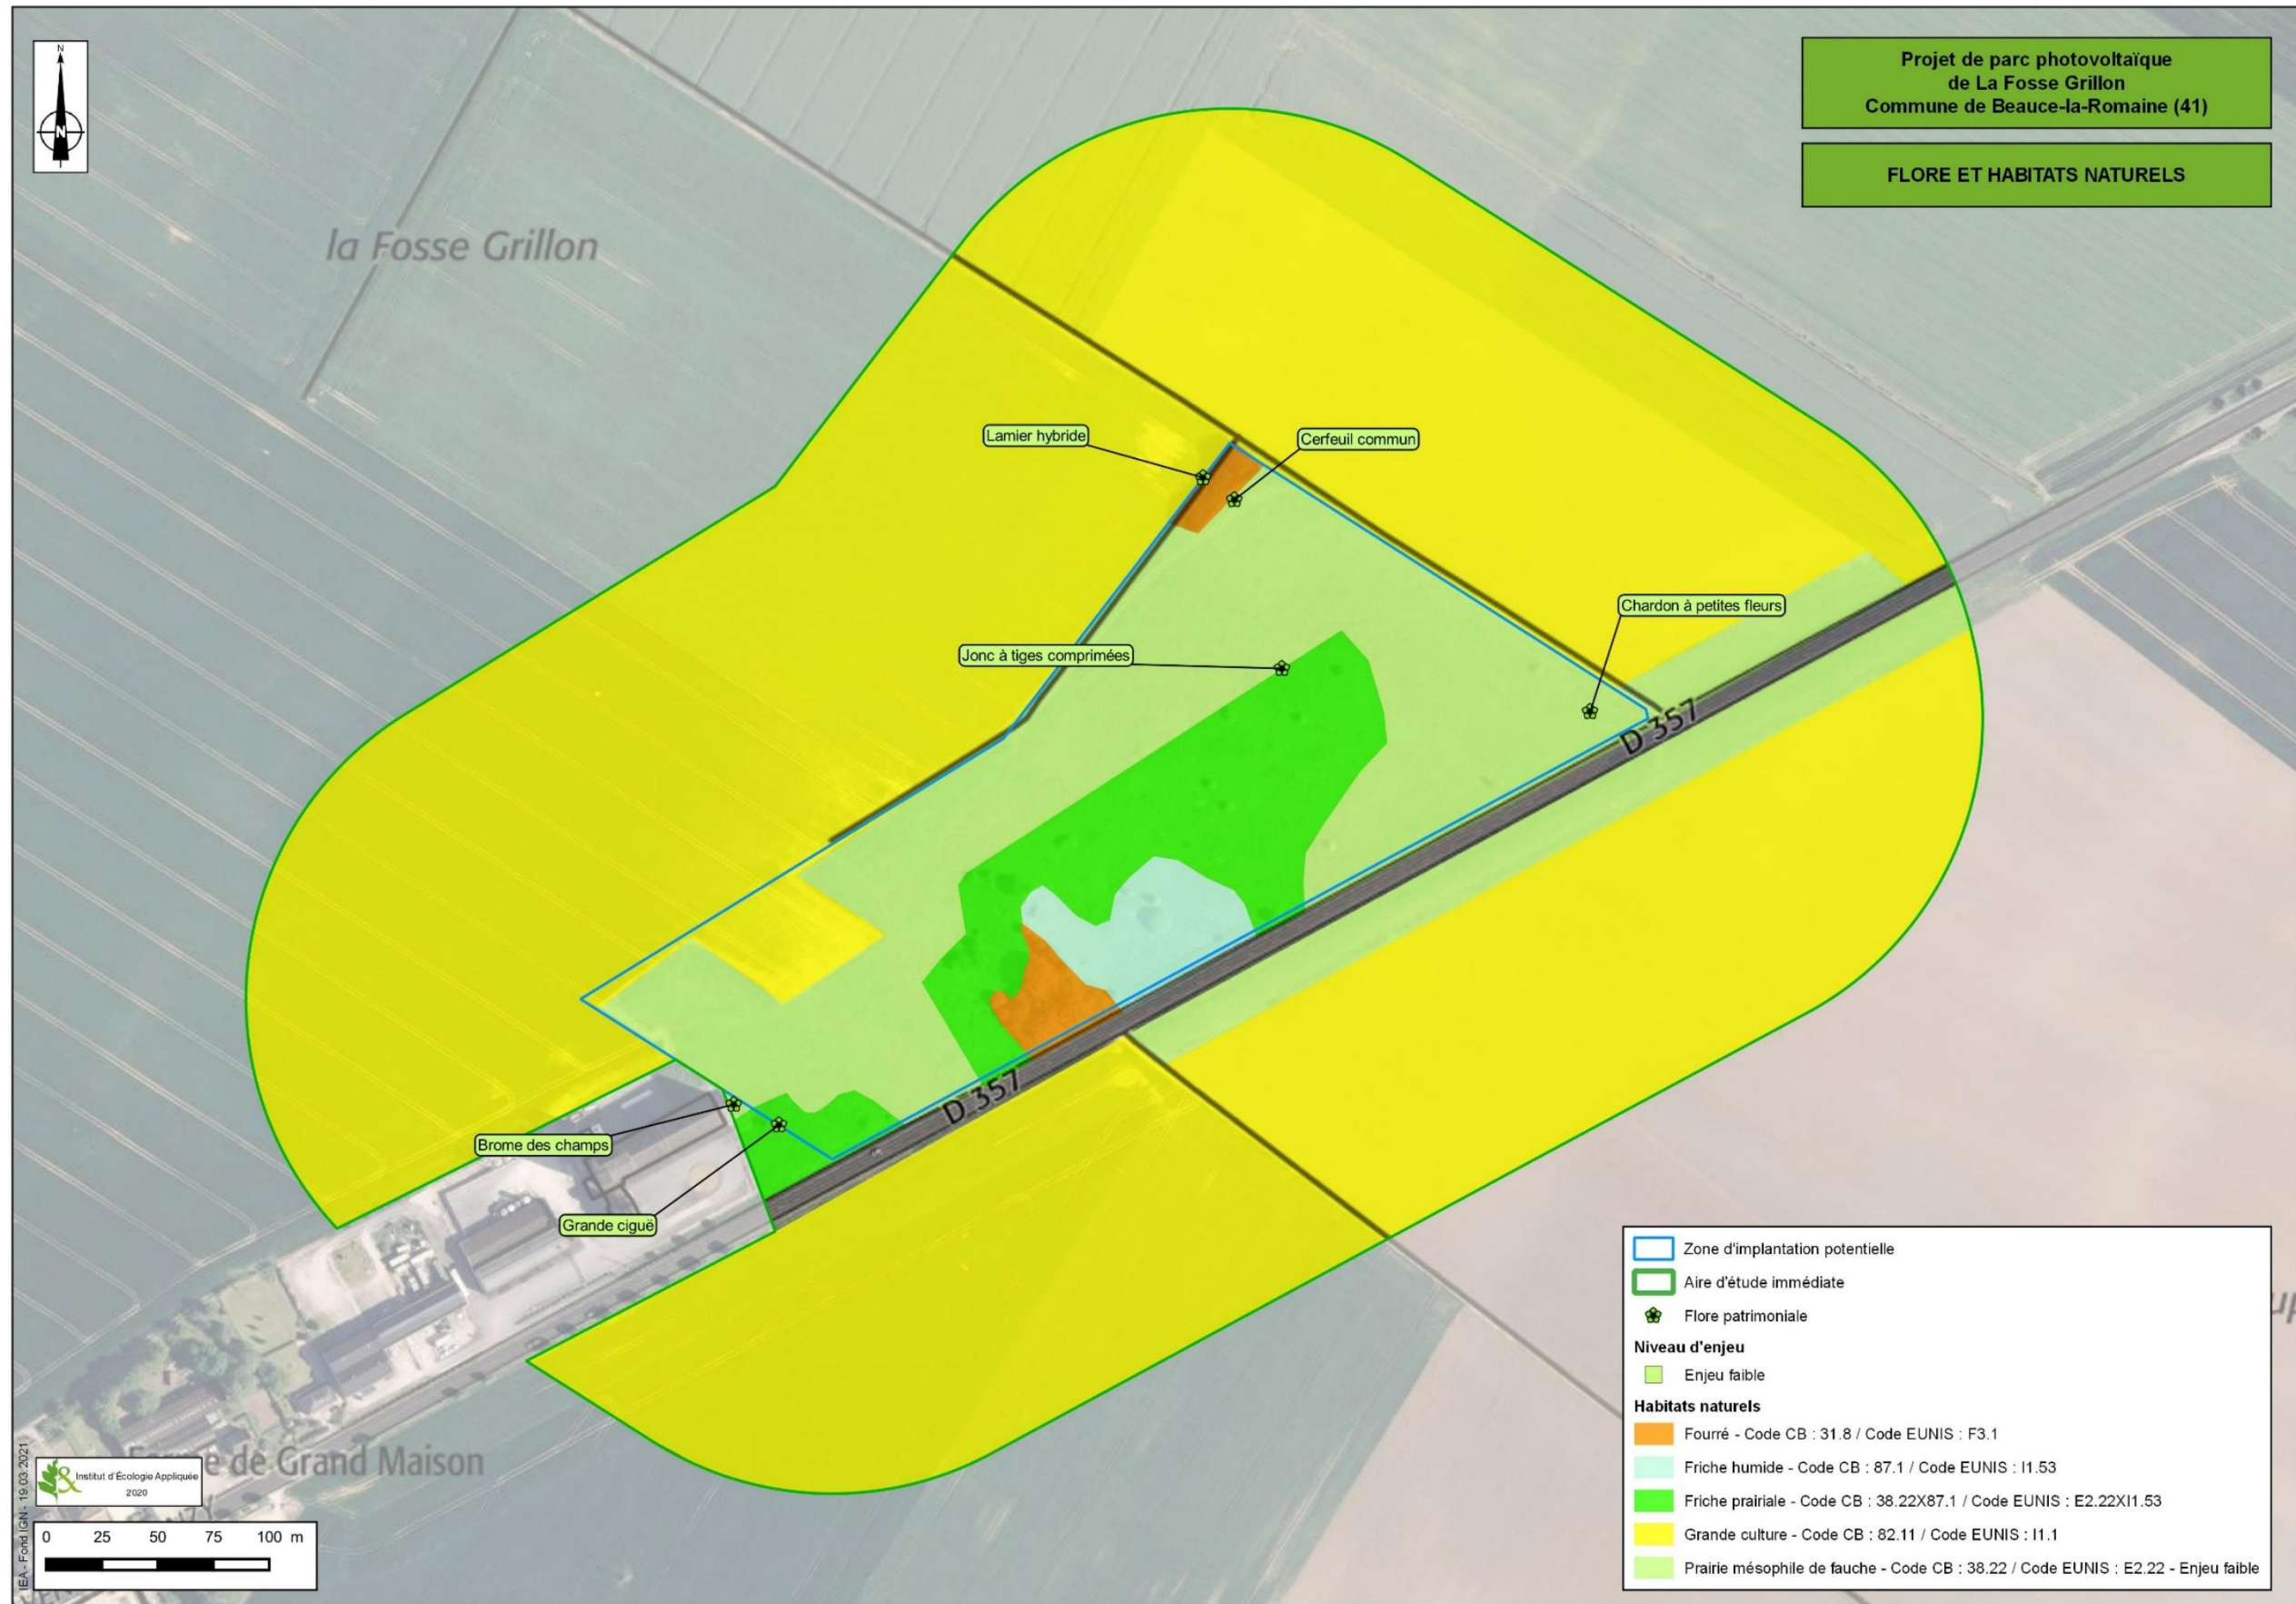 N
N
Projet de parc photovoltaïque
de La Fosse Grillon
Commune de Beauce-la-Romaine (41)
FLORE ET HABITATS NATURELS
la Fosse Grillon
Lamier hybride
Cerfeuil commun
Chardon à petites fleurs
Jonc à tiges comprimées
D 357
D 357
Brome des champs
Grande ciguë
Zone d'implantation potentielle
Aire d'étude immédiate
Flore patrimoniale
Niveau d'enjeu
Enjeu faible
Habitats naturels
Fourré - Code CB : 31.8 / Code EUNIS : F3.1
Friche humide - Code CB : 87.1 / Code EUNIS : I1.53
Friche prairiale - Code CB : 38.22X87.1 / Code EUNIS : E2.22XI1.53
Grande culture - Code CB : 82.11 / Code EUNIS : I1.1
Prairie mésophile de fauche - Code CB : 38.22 / Code EUNIS : E2.22 - Enjeu faible
de Grand Maison
Institut d'Écologie Appliquée
2020
0 25 50 75 100 m
IEA - Fond IGN - 19.03.2021